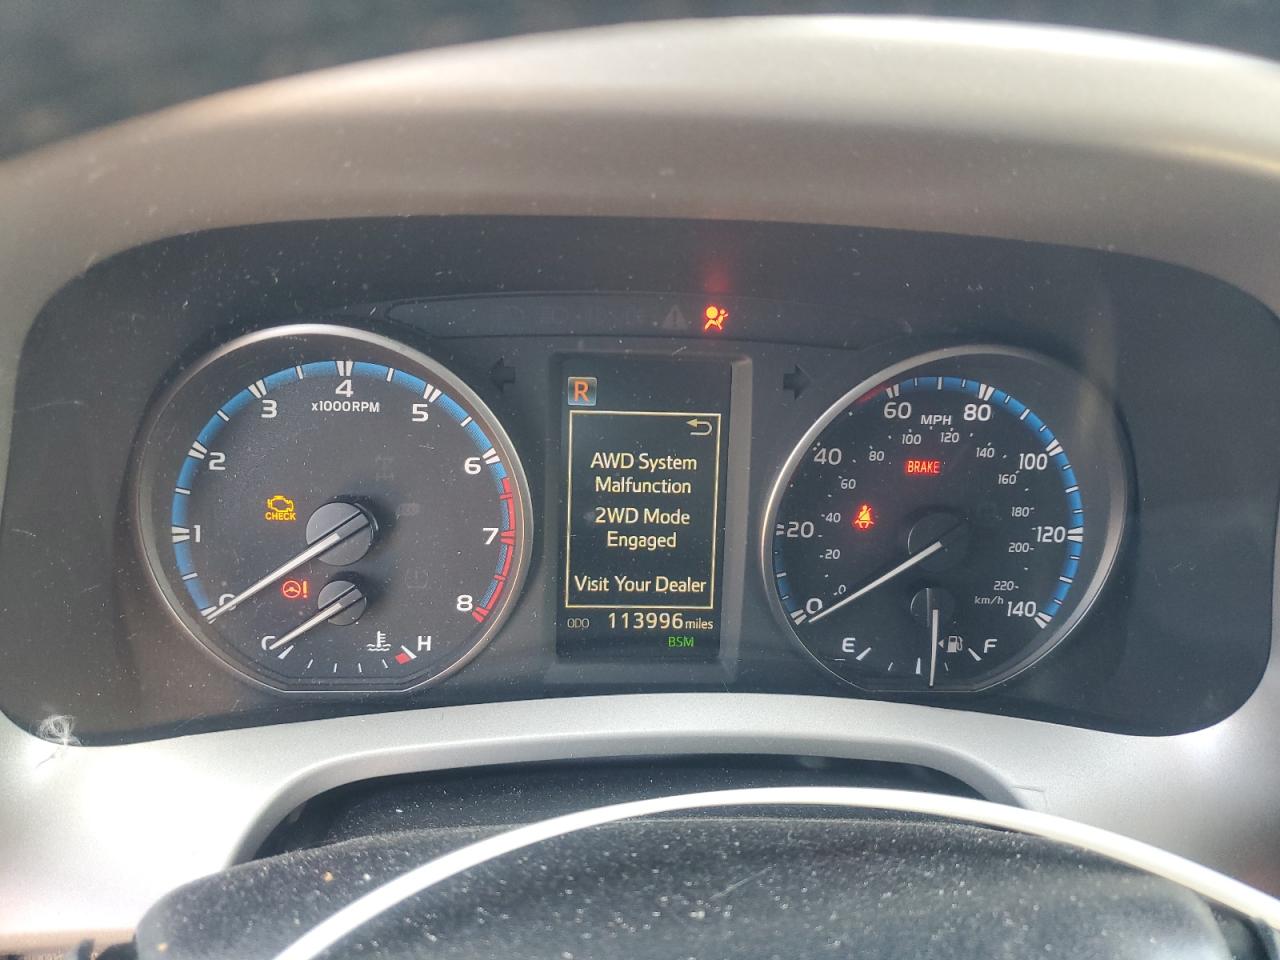 R
AWD System
Malfunction
2WD Mode
Engaged
Visit Your Dealer
ODO 113996 miles
BSM
0
1
2
3
4
5
6
7
8
x1000RPM
CHECK
!
C
H
0
20
40
60
80
100
120
140
MPH
0
20
40
60
80
100
120
140
160
180
200
220
km/h
BRAKE
E
F